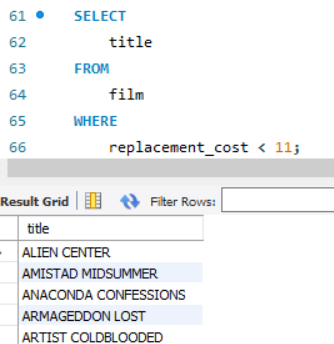 61 SELECT
62 title
63 FROM
64 film
65 WHERE
66 replacement_cost < 11;
Result Grid Filter Rows:
title
ALIEN CENTER
AMISTAD MIDSUMMER
ANACONDA CONFESSIONS
ARMAGEDDON LOST
ARTIST COLDBLOODED